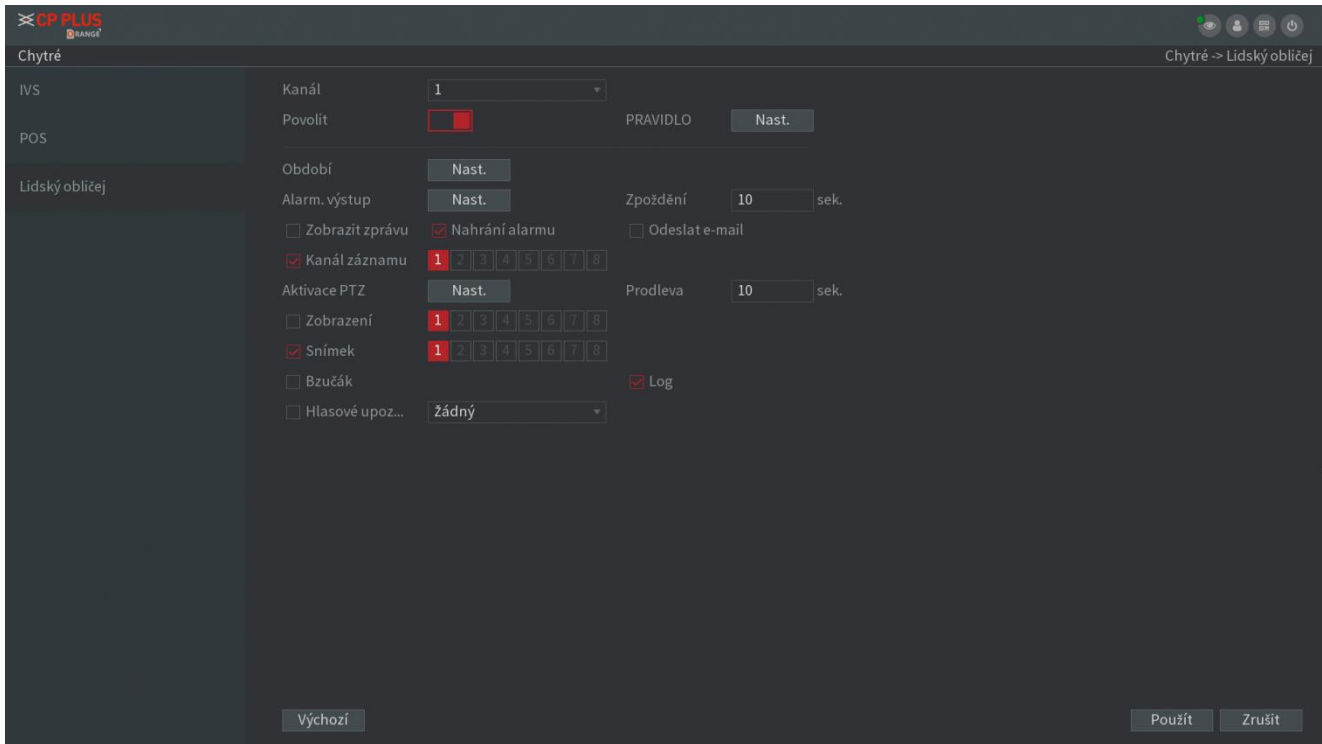 CP PLUS
ORANGE
Chytré
Chytré -> Lidský obličej
IVS
POS
Lidský obličej
Kanál 1
Povolit PRAVIDLO Nast.
Období Nast.
Alarm. výstup Nast. Zpoždění 10 sek.
Zobrazit zprávu Nahrání alarmu Odeslat e-mail
Kanál záznamu 1 2 3 4 5 6 7 8
Aktivace PTZ Nast. Prodleva 10 sek.
Zobrazení 1 2 3 4 5 6 7 8
Snímek 1 2 3 4 5 6 7 8
Bzučák Log
Hlasové upoz... Žádný
Výchozí Použít Zrušit